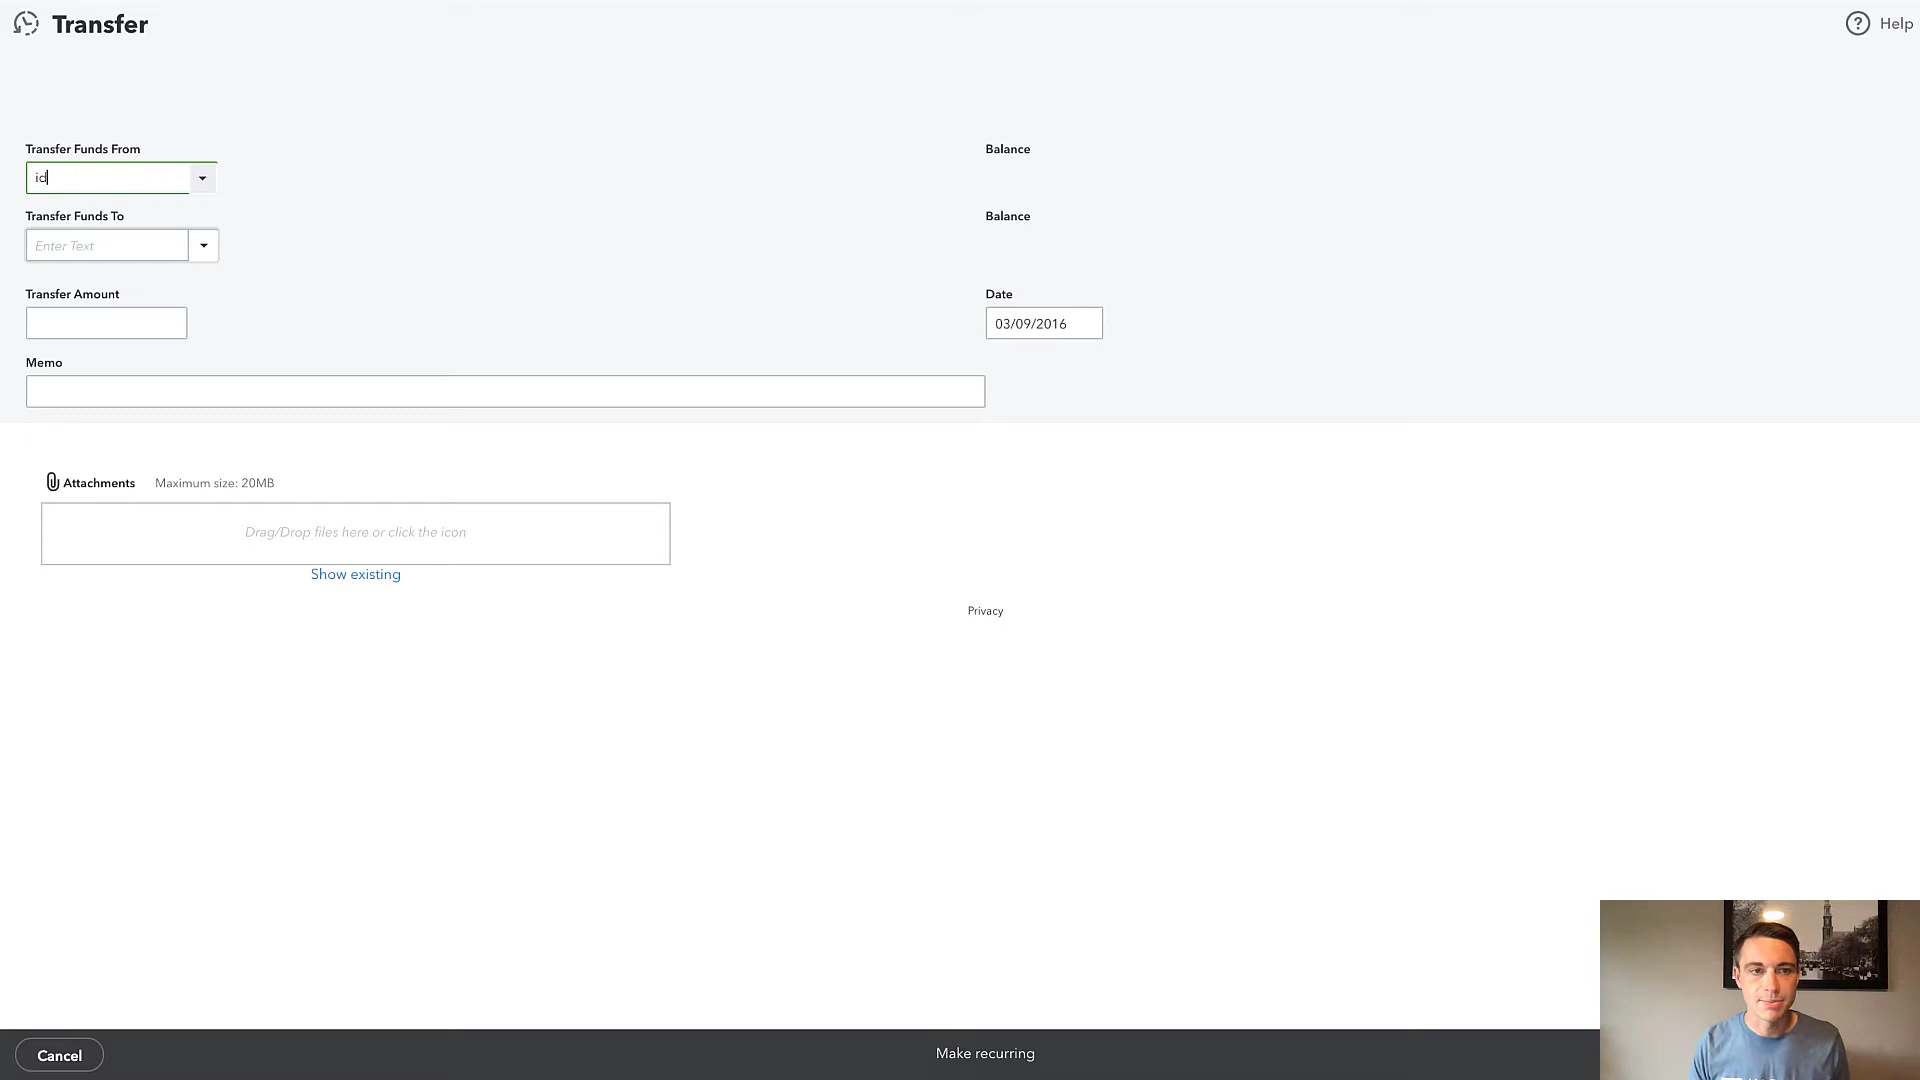 Transfer
Help
Transfer Funds From
Balance
id
Transfer Funds To
Balance
Enter Text
Transfer Amount
Date
03/09/2016
Memo
Attachments Maximum size: 20MB
Drag/Drop files here or click the icon
Show existing
Privacy
Cancel
Make recurring